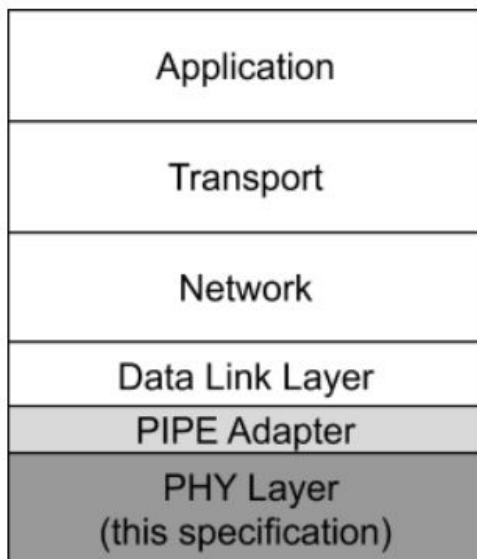 Application
Transport
Network
Data Link Layer
PIPE Adapter
PHY Layer
(this specification)